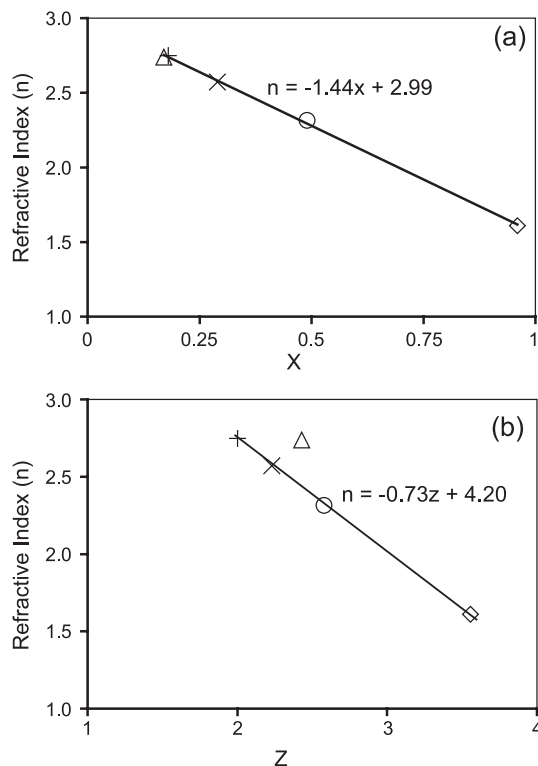 3.0
(a)
2.5
n = -1.44x + 2.99
Refractive Index (n)
2.0
1.5
1.0
0
0.25
0.5
0.75
1
X
3.0
(b)
2.5
n = -0.73z + 4.20
Refractive Index (n)
2.0
1.5
1.0
1
2
3
4
Z